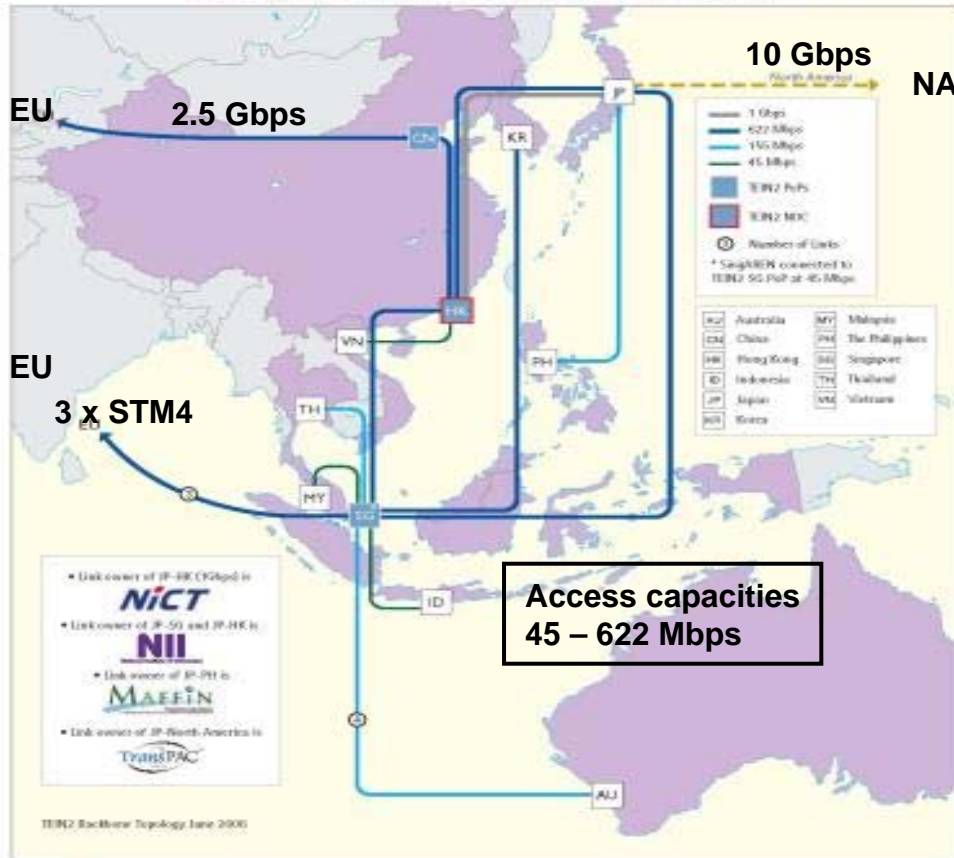 10 Gbps
North America
NA
EU
2.5 Gbps
CN
KR
JP
1 Gbps
622 Mbps
155 Mbps
45 Mbps
TEIN2 PoPs
TEIN2 NOC
Number of Links
* SingAREN connected to
TEIN2 SG PoP at 45 Mbps
HK
VN
PH
AU Australia MY Malaysia
CN China PH The Philippines
HK Hong Kong SG Singapore
ID Indonesia TH Thailand
JP Japan VN Vietnam
KR Korea
EU
3 x STM4
EU
TH
3
MY
SG
ID
Access capacities
45 – 622 Mbps
• Link owner of JP-HK (1Gbps) is
NiCT
• Link owner of JP-SG and JP-HK is
NII
• Link owner of JP-PH is
MAFFIN
• Link owner of JP-North America is
TransPAC
4
AU
TEIN2 Backbone Topology June 2006